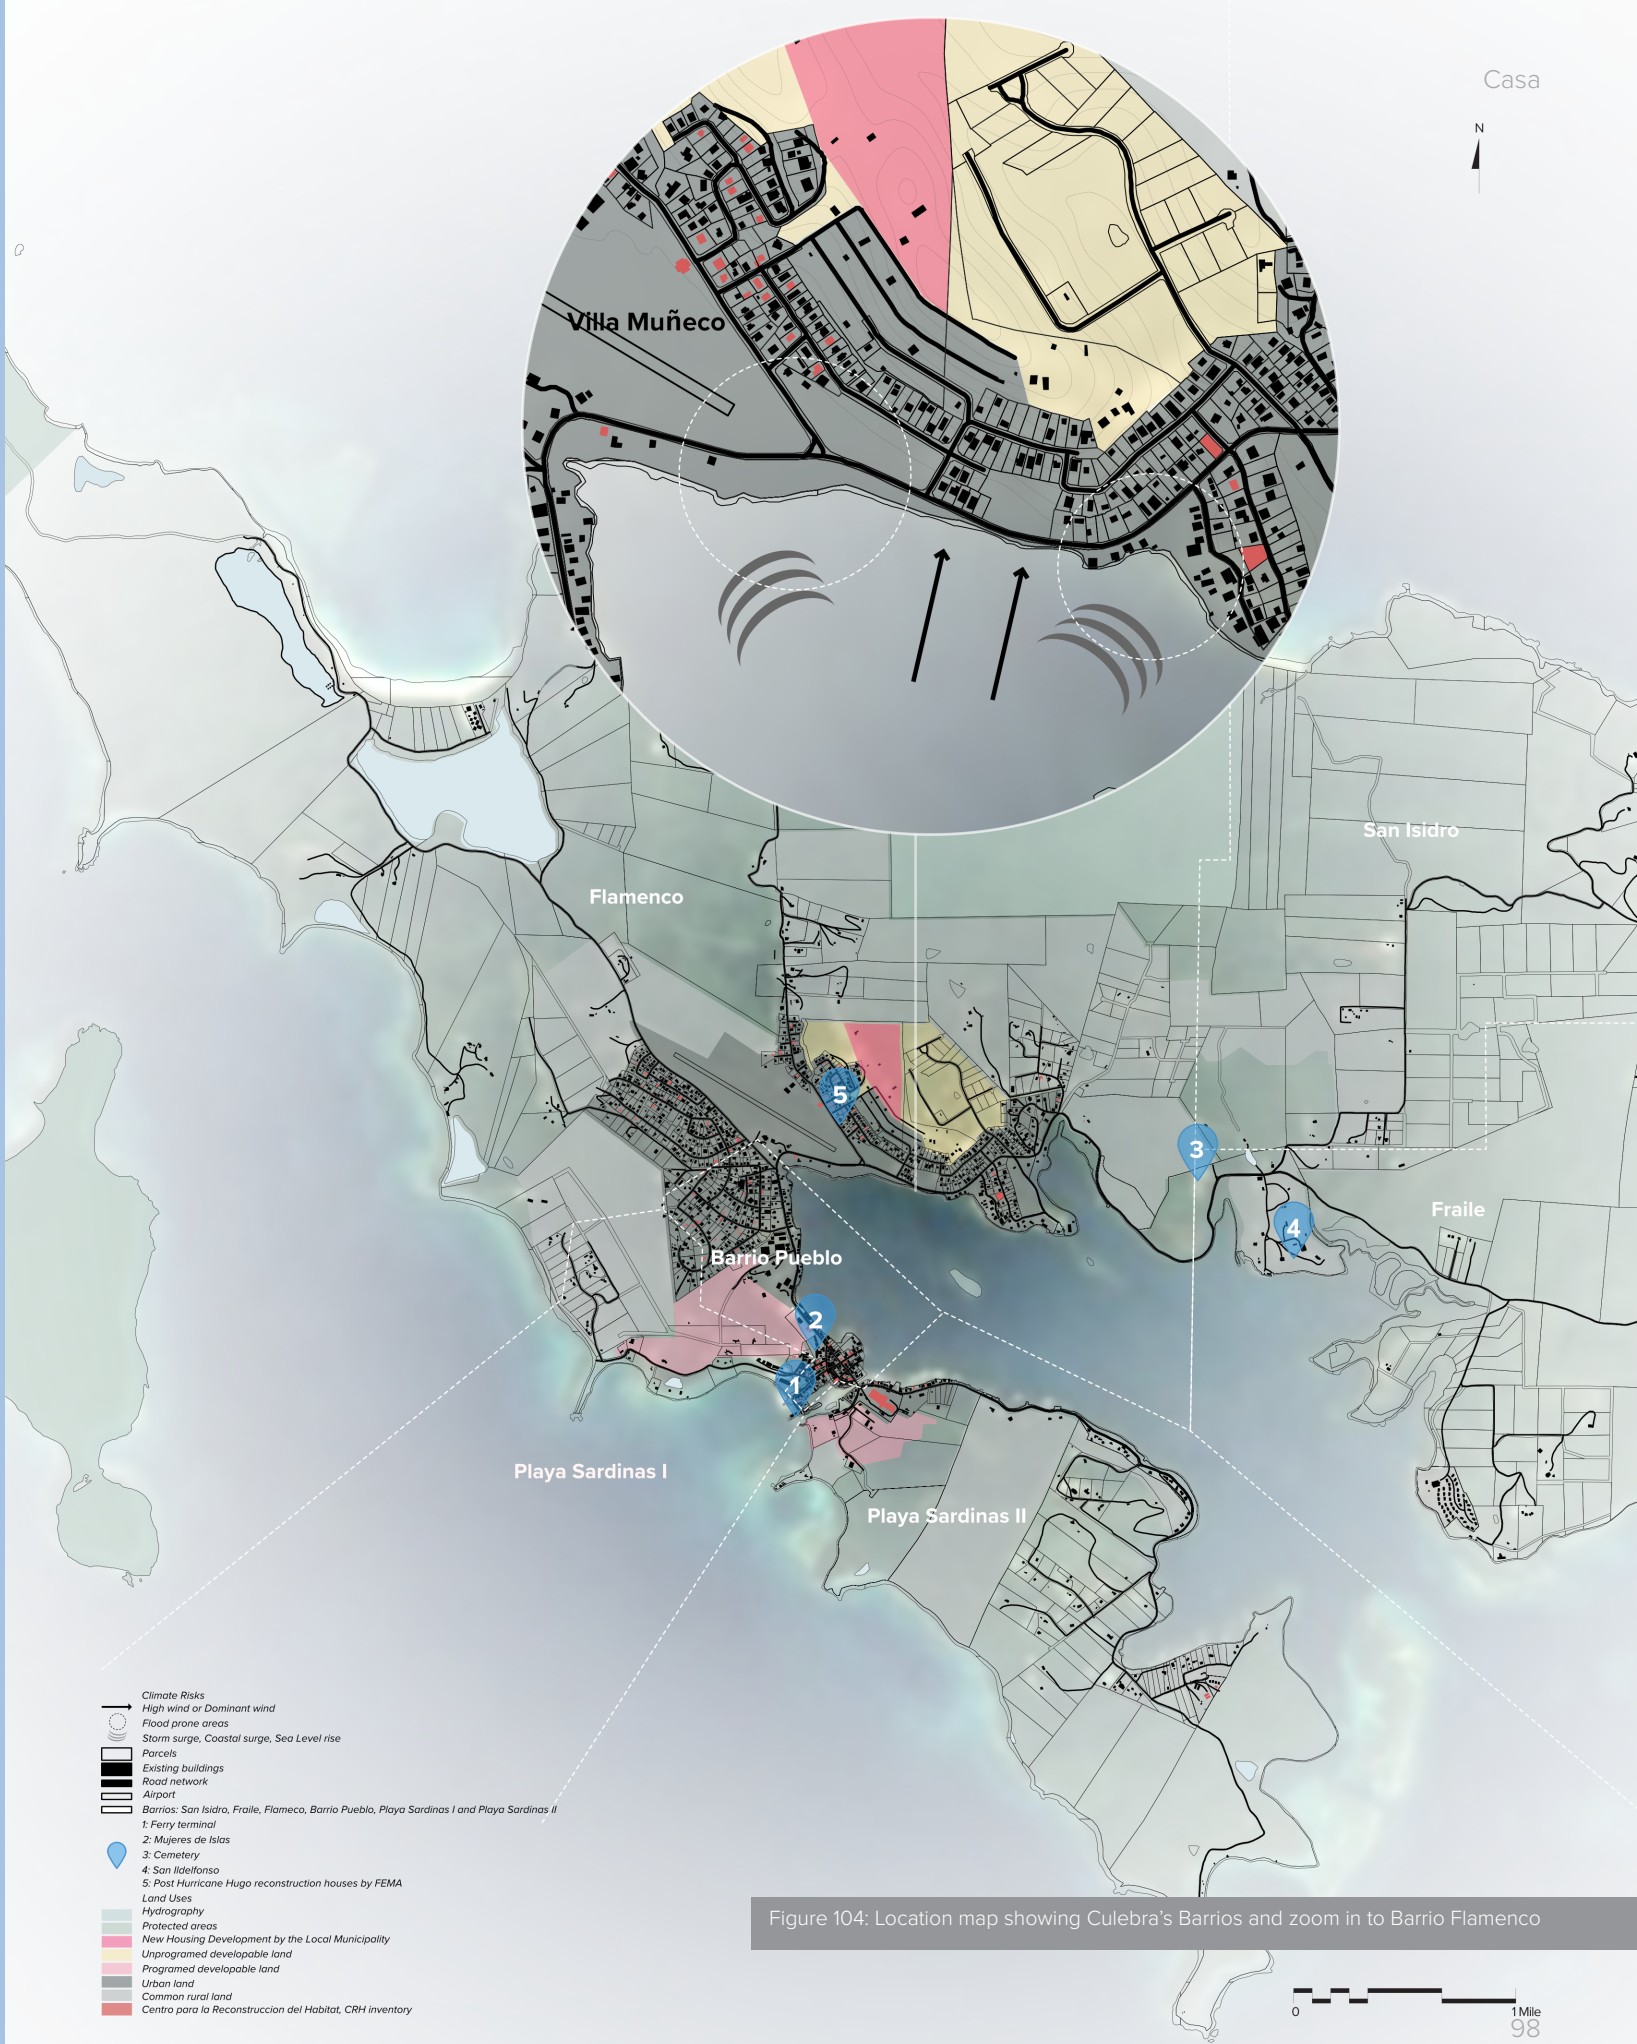 Casa
N
Villa Muñeco
San Isidro
Flamenco
5
3
4
Fraile
Barrio Pueblo
2
1
Playa Sardinas I
Playa Sardinas II
Climate Risks
High wind or Dominant wind
Flood prone areas
Storm surge, Coastal surge, Sea Level rise
Parcels
Existing buildings
Road network
Airport
Barrios: San Isidro, Fraile, Flameco, Barrio Pueblo, Playa Sardinas I and Playa Sardinas II
1: Ferry terminal
2: Mujeres de Islas
3: Cemetery
4: San Ildelfonso
5: Post Hurricane Hugo reconstruction houses by FEMA
Land Uses
Hydrography
Protected areas
New Housing Development by the Local Municipality
Unprogramed developable land
Programed developable land
Urban land
Common rural land
Centro para la Reconstruccion del Habitat, CRH inventory
Figure 104: Location map showing Culebra's Barrios and zoom in to Barrio Flamenco
0 1 Mile
98